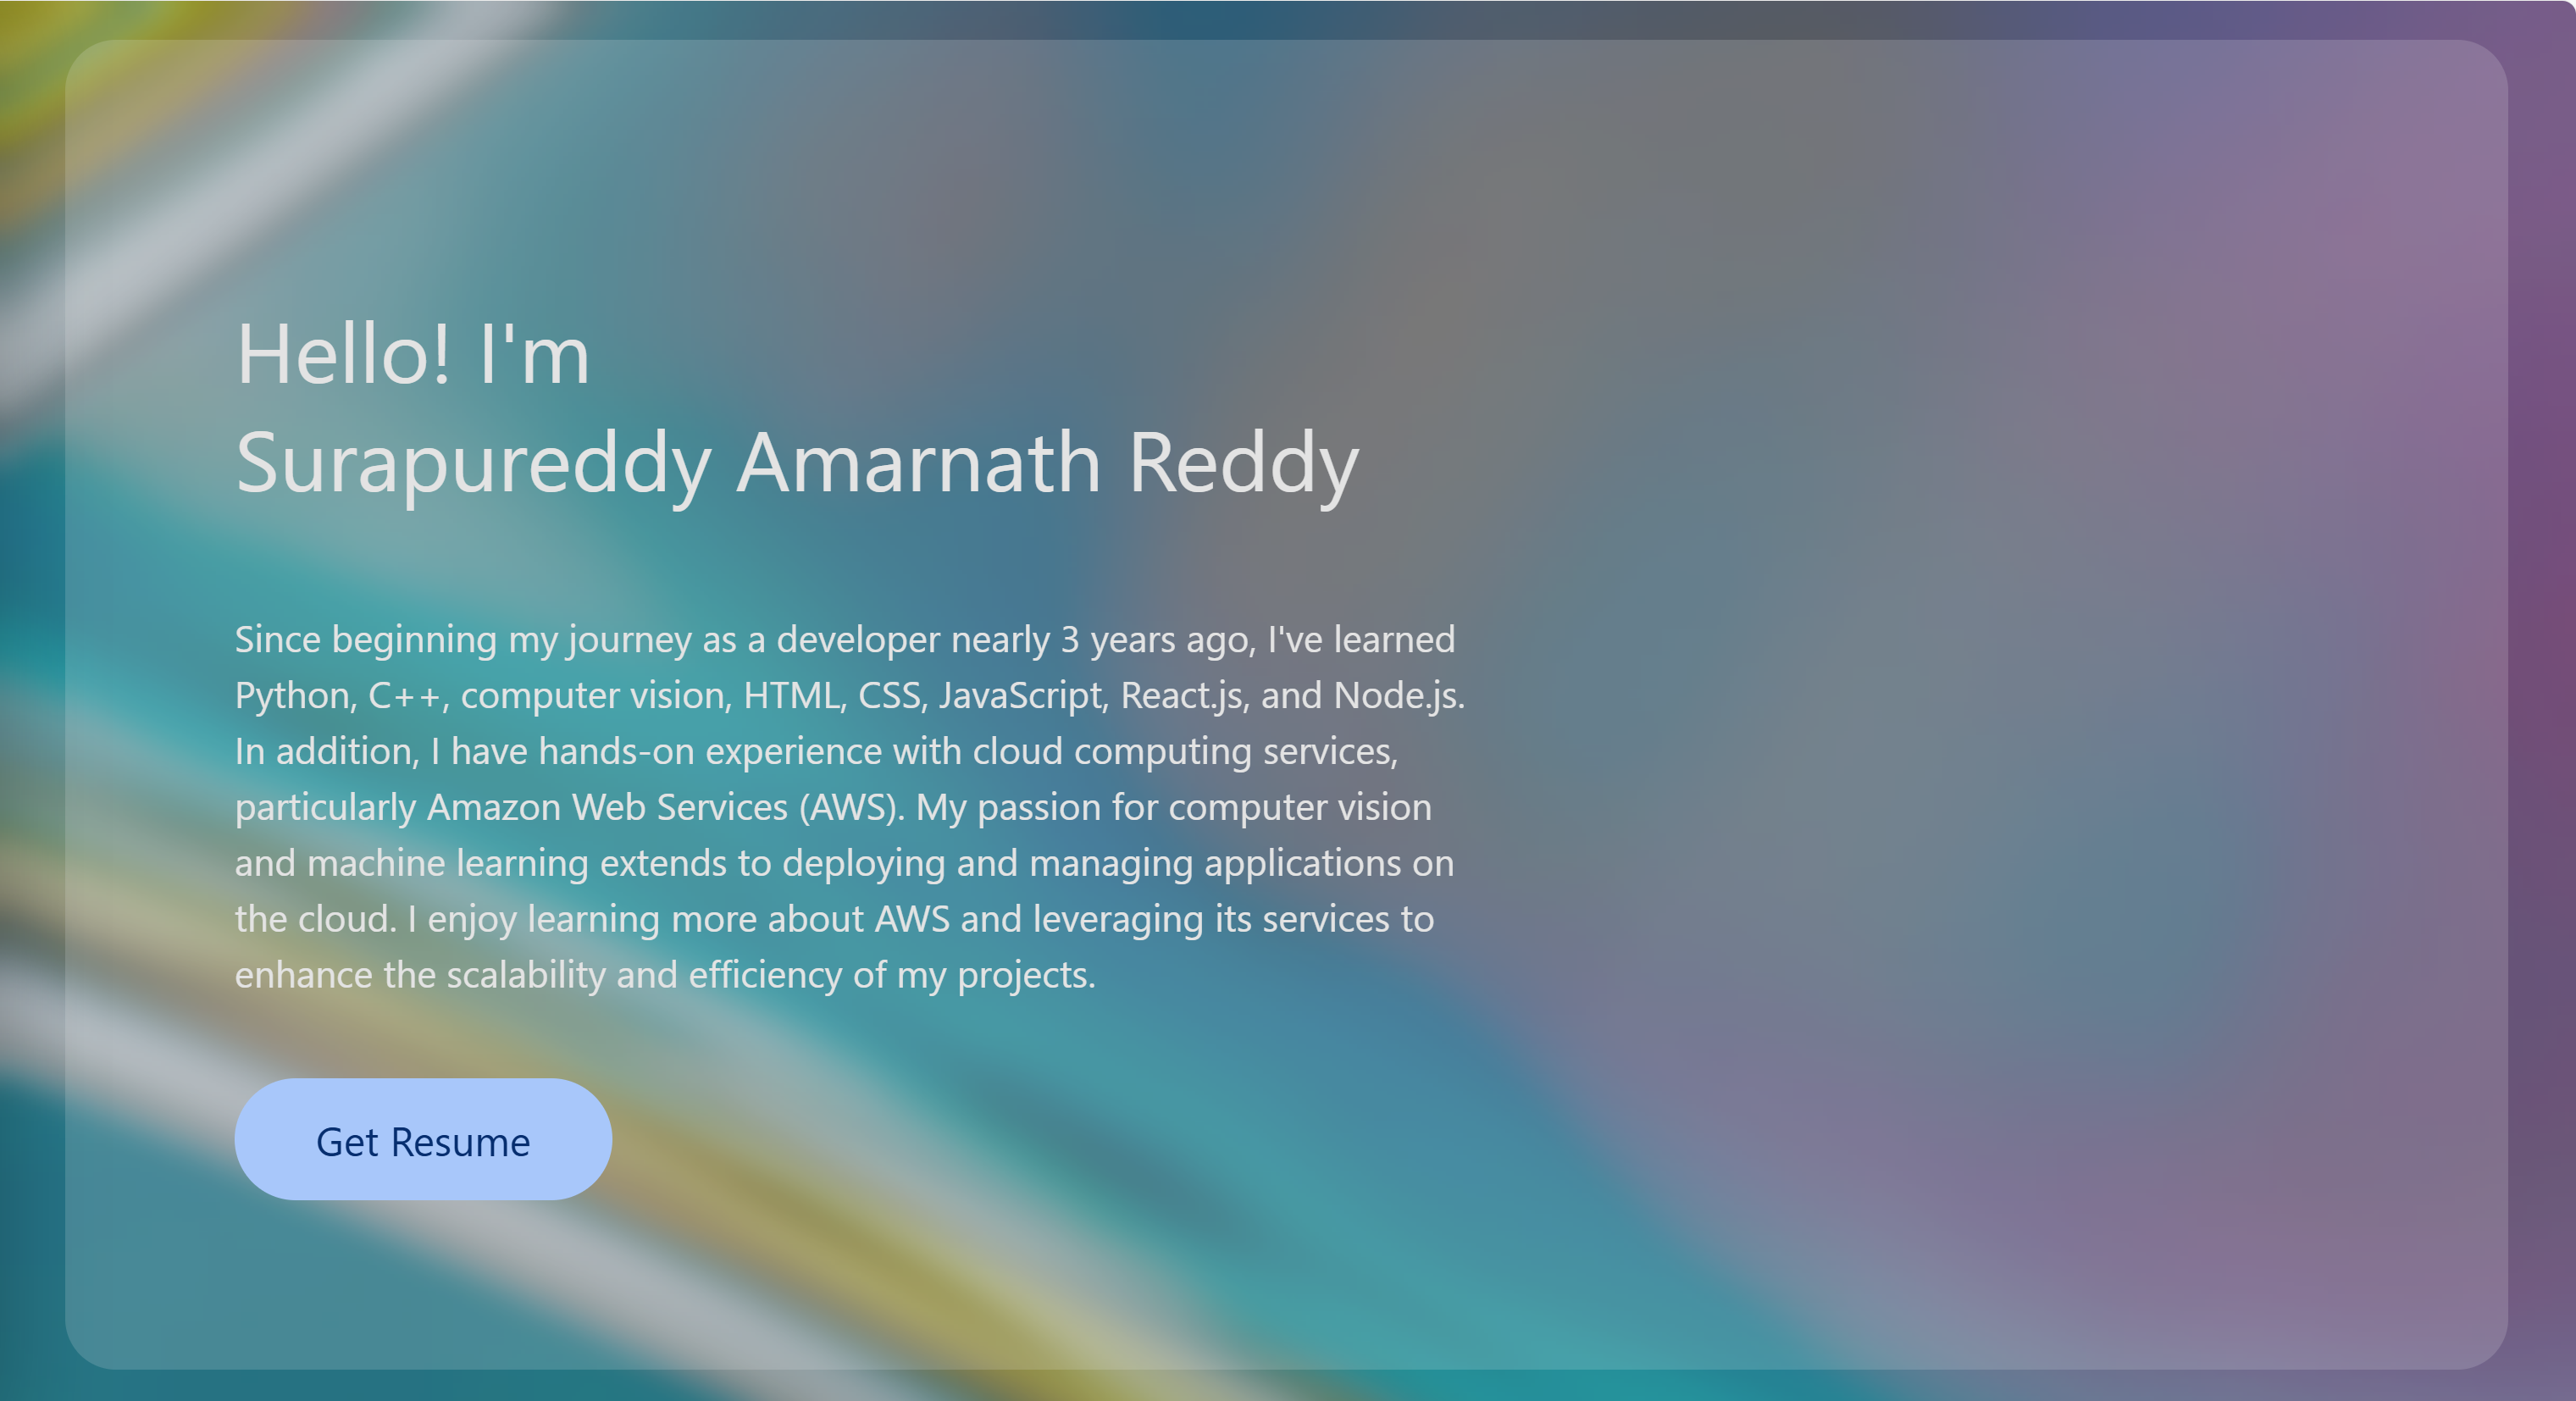 Hello! I'm
Surapureddy Amarnath Reddy
Since beginning my journey as a developer nearly 3 years ago, I've learned
Python, C++, computer vision, HTML, CSS, JavaScript, React.js, and Node.js.
In addition, I have hands-on experience with cloud computing services,
particularly Amazon Web Services (AWS). My passion for computer vision
and machine learning extends to deploying and managing applications on
the cloud. I enjoy learning more about AWS and leveraging its services to
enhance the scalability and efficiency of my projects.
Get Resume